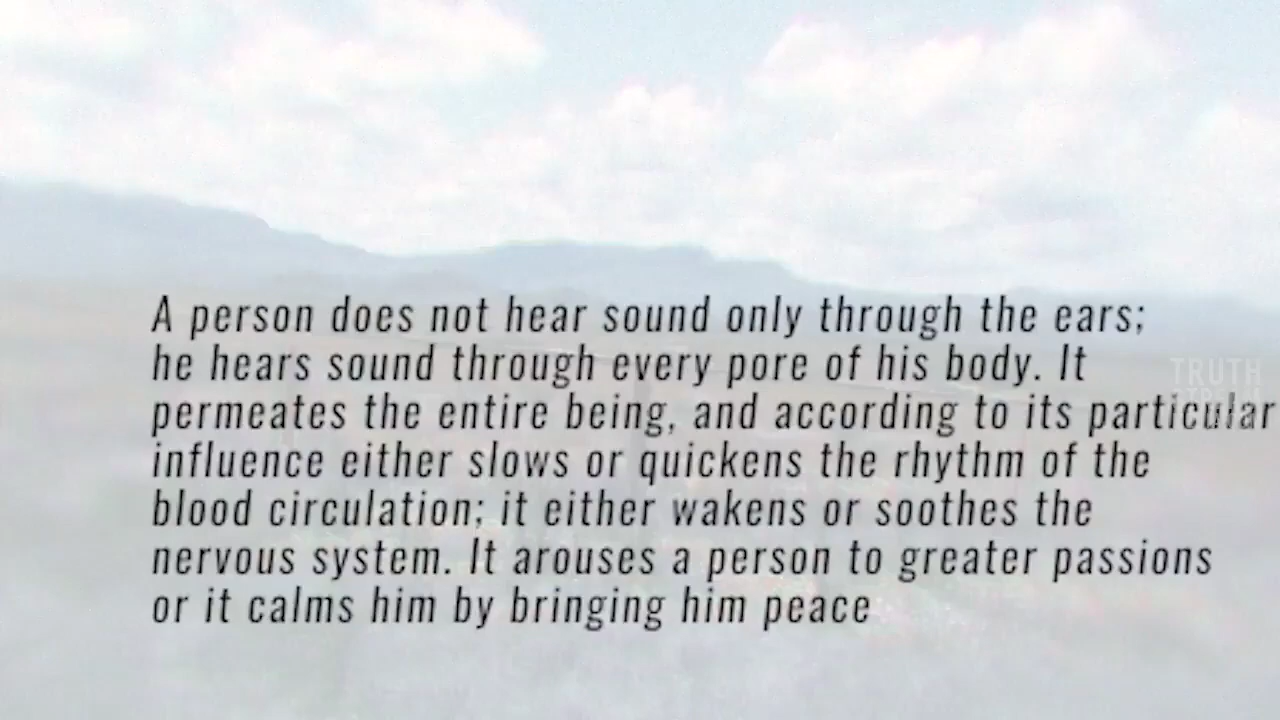 A person does not hear sound only through the ears;
he hears sound through every pore of his body. It
permeates the entire being, and according to its particular
influence either slows or quickens the rhythm of the
blood circulation; it either wakens or soothes the
nervous system. It arouses a person to greater passions
or it calms him by bringing him peace
TRUTH